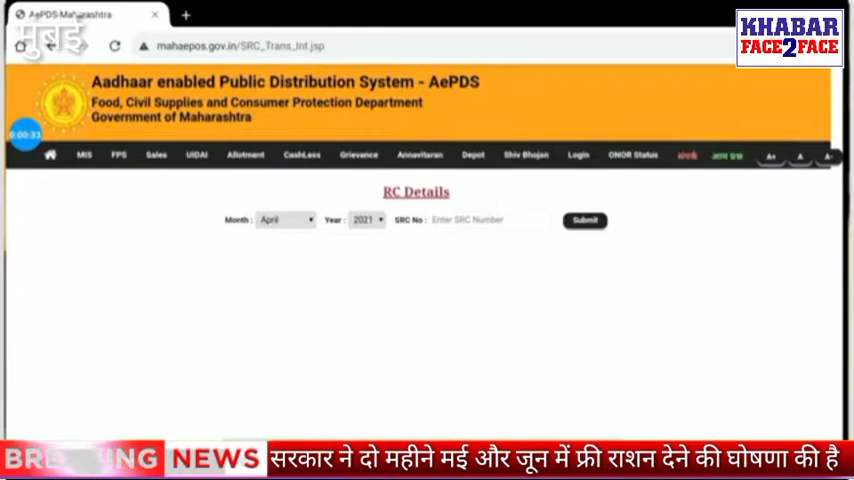 AePDS-Maharashtra
मुंबई
mahaepos.gov.in/SRC_Trans_Int.jsp
KHABAR
FACE2FACE
Aadhaar enabled Public Distribution System - AePDS
Food, Civil Supplies and Consumer Protection Department
Government of Maharashtra
0:00:33
MIS FPS Sales UIDAI Allotment CashLess Grievance Annavitaran Depot Shiv Bhojan Login ONOR Status A+ A A-
RC Details
Month : April Year : 2021 SRC No : Enter SRC Number Submit
BREAKING NEWS सरकार ने दो महीने मई और जून में फ्री राशन देने की घोषणा की है